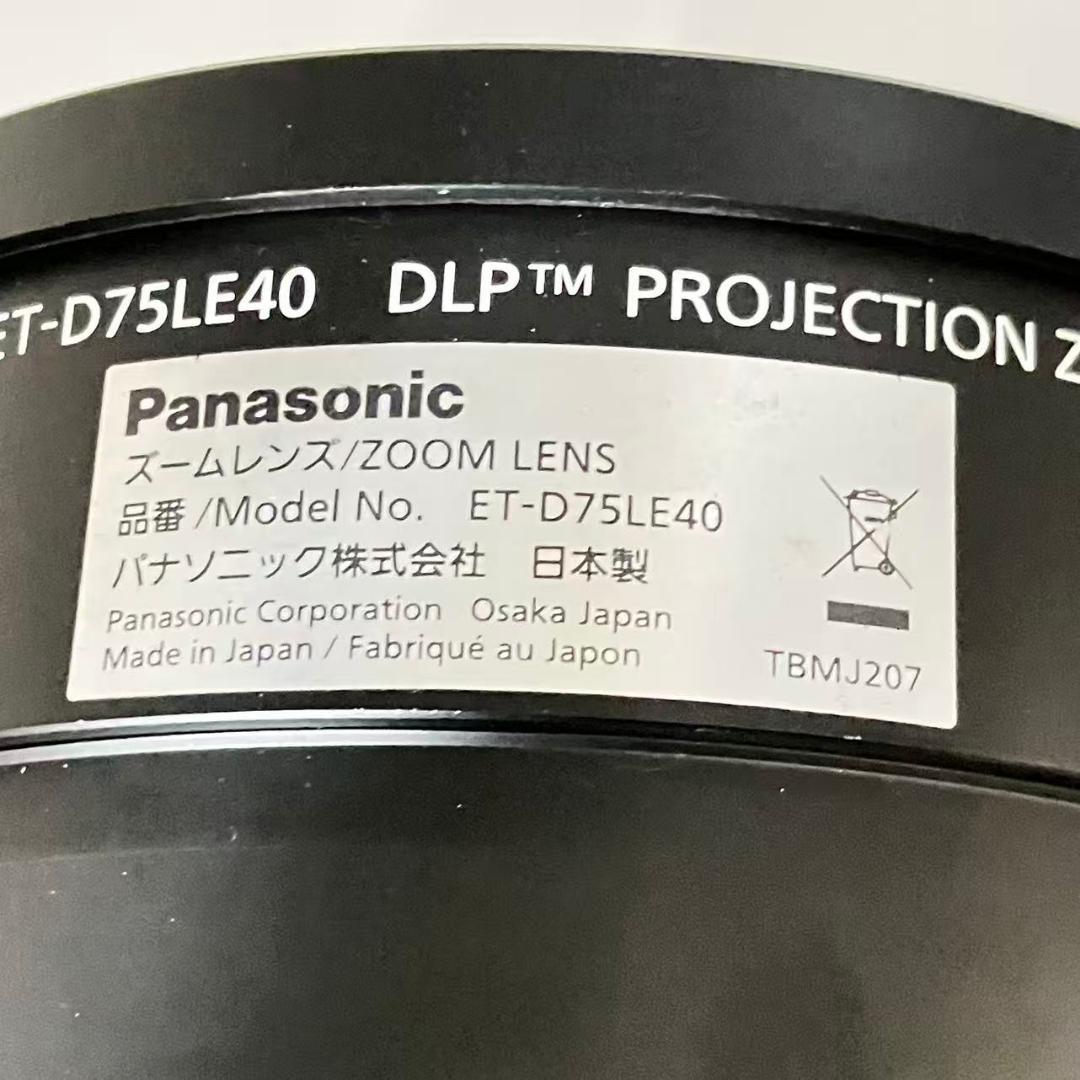 ET-D75LE40 DLP™ PROJECTION Z
Panasonic
ズームレンズ/ZOOM LENS
品番/Model No. ET-D75LE40
パナソニック株式会社 日本製
Panasonic Corporation Osaka Japan
Made in Japan / Fabriqué au Japon
TBMJ207